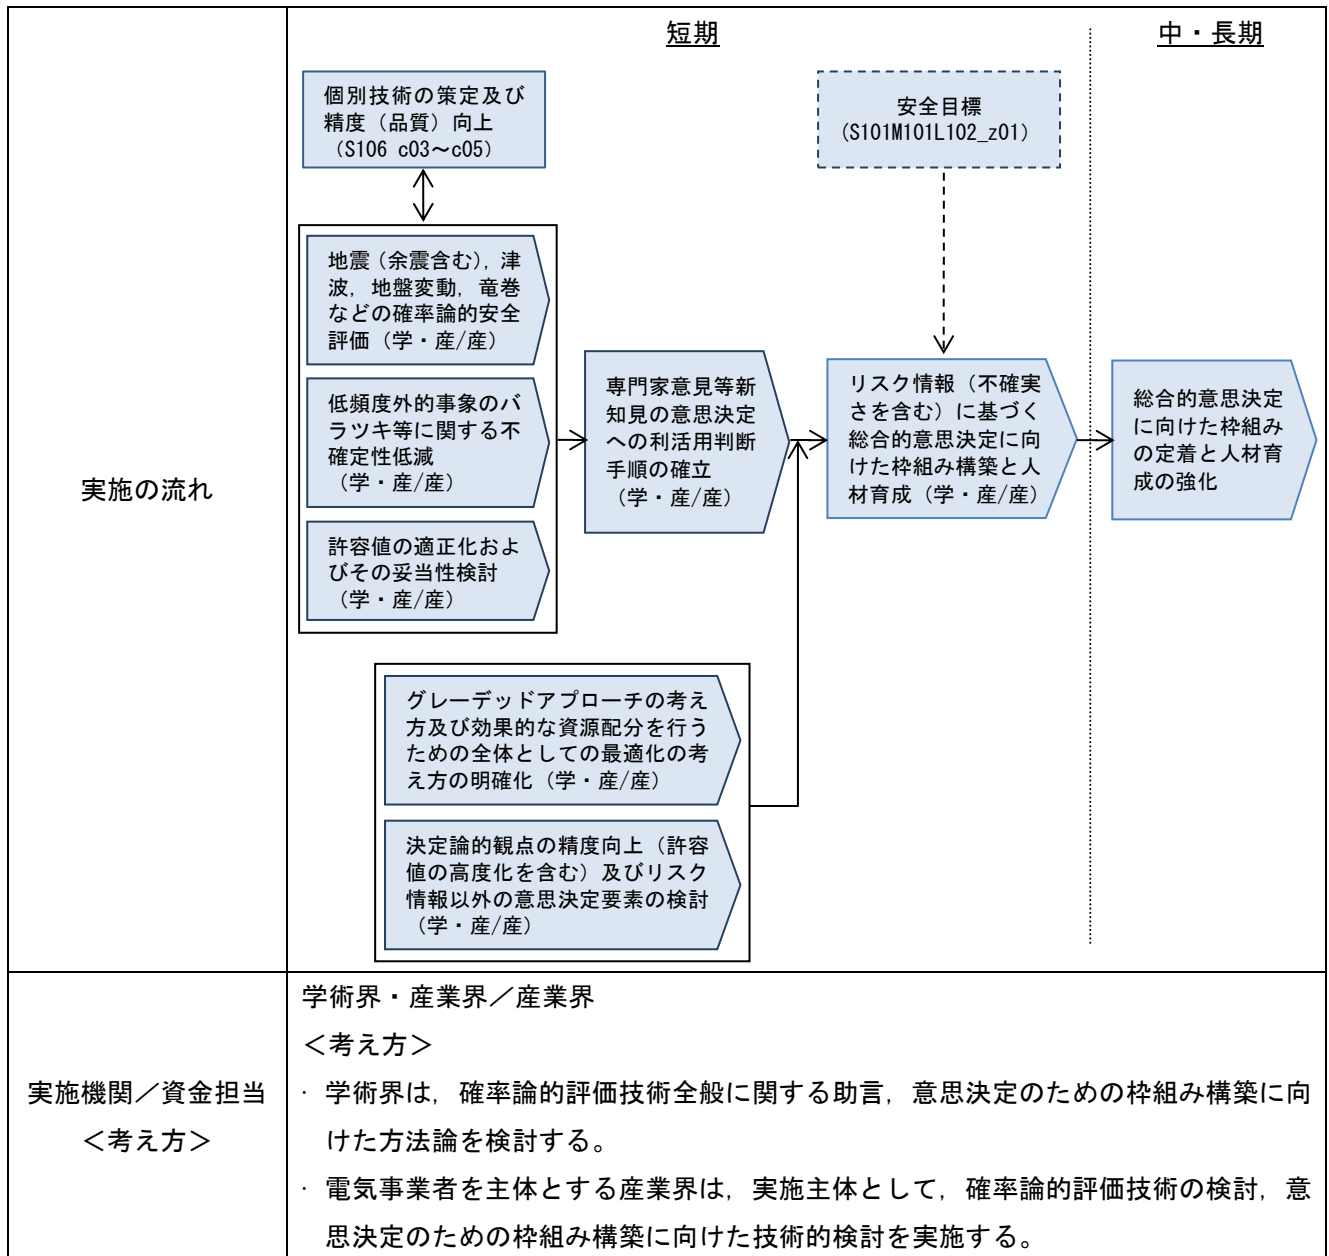 短期
中・長期
個別技術の策定及び
精度（品質）向上
（S106 c03～c05）
安全目標
(S101M101L102_z01)
地震（余震含む），津
波，地盤変動，竜巻
などの確率論的安全
評価（学・産/産）
低頻度外的事象のバ
ラツキ等に関する不
確定性低減
（学・産/産）
許容値の適正化およ
びその妥当性検討
（学・産/産）
専門家意見等新
知見の意思決定
への利活用判断
手順の確立
（学・産/産）
リスク情報（不確実
さを含む）に基づく
総合的意思決定に向
けた枠組み構築と人
材育成（学・産/産）
総合的意思決定
に向けた枠組み
の定着と人材育
成の強化
実施の流れ
グレーデッドアプローチの考え
方及び効果的な資源配分を行う
ための全体としての最適化の考
え方の明確化（学・産/産）
決定論的観点の精度向上（許容
値の高度化を含む）及びリスク
情報以外の意思決定要素の検討
（学・産/産）
実施機関／資金担当
＜考え方＞
学術界・産業界／産業界
＜考え方＞
· 学術界は，確率論的評価技術全般に関する助言，意思決定のための枠組み構築に向
けた方法論を検討する。
· 電気事業者を主体とする産業界は，実施主体として，確率論的評価技術の検討，意
思決定のための枠組み構築に向けた技術的検討を実施する。